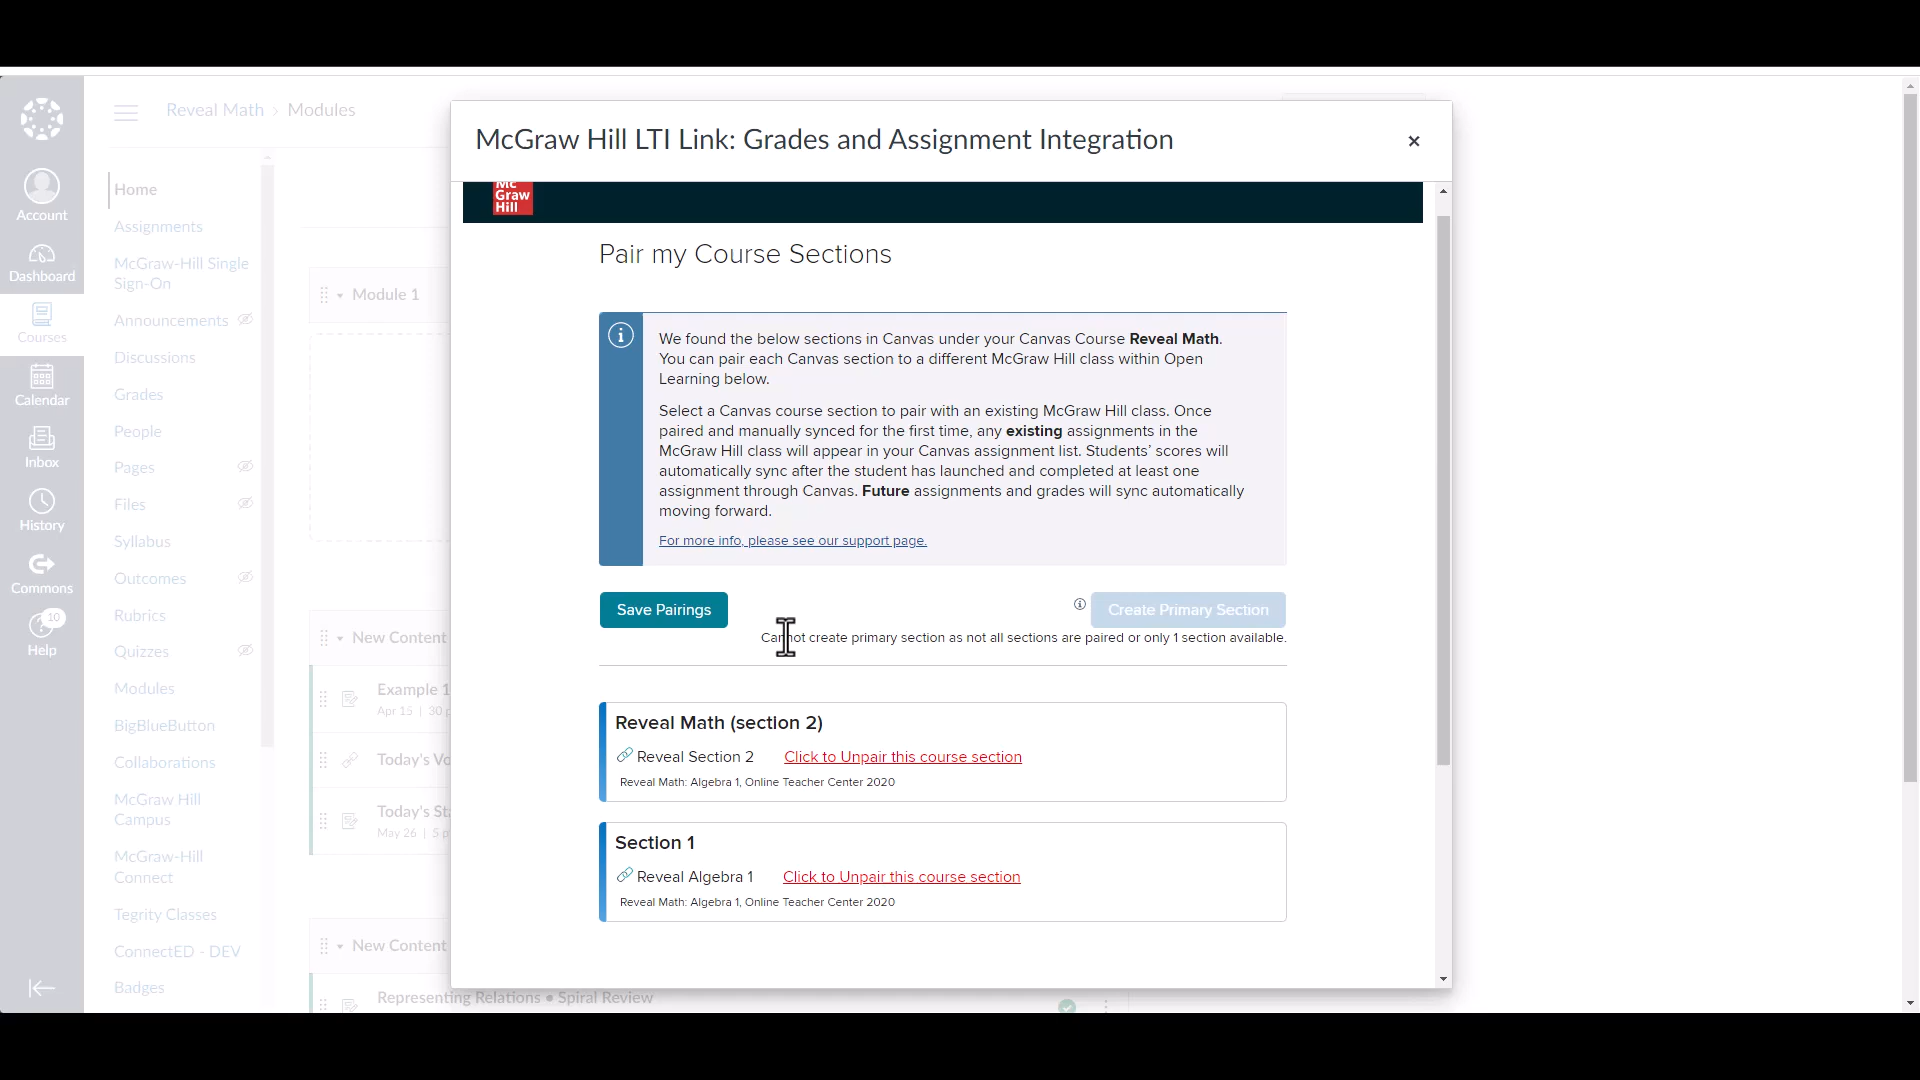 Reveal Math › Modules
McGraw Hill LTI Link: Grades and Assignment Integration
×
Account
Dashboard
Courses
Calendar
Inbox
History
Commons
10
Help
Home
Assignments
McGraw-Hill Single
Sign-On
Announcements
Discussions
Grades
People
Pages
Files
Syllabus
Outcomes
Rubrics
Quizzes
Modules
BigBlueButton
Collaborations
McGraw Hill
Campus
McGraw-Hill
Connect
Tegrity Classes
ConnectED - DEV
Badges
Module 1
New Content
Example 1
Apr 15 | 30 p
Today's Vo
Today's Sta
May 26 | 5 p
New Content
Representing Relations • Spiral Review
Mc
Graw
Hill
Pair my Course Sections
We found the below sections in Canvas under your Canvas Course Reveal Math.
You can pair each Canvas section to a different McGraw Hill class within Open
Learning below.
Select a Canvas course section to pair with an existing McGraw Hill class. Once
paired and manually synced for the first time, any existing assignments in the
McGraw Hill class will appear in your Canvas assignment list. Students' scores will
automatically sync after the student has launched and completed at least one
assignment through Canvas. Future assignments and grades will sync automatically
moving forward.
For more info, please see our support page.
Save Pairings
Create Primary Section
Cannot create primary section as not all sections are paired or only 1 section available.
Reveal Math (section 2)
Reveal Section 2 Click to Unpair this course section
Reveal Math: Algebra 1, Online Teacher Center 2020
Section 1
Reveal Algebra 1 Click to Unpair this course section
Reveal Math: Algebra 1, Online Teacher Center 2020